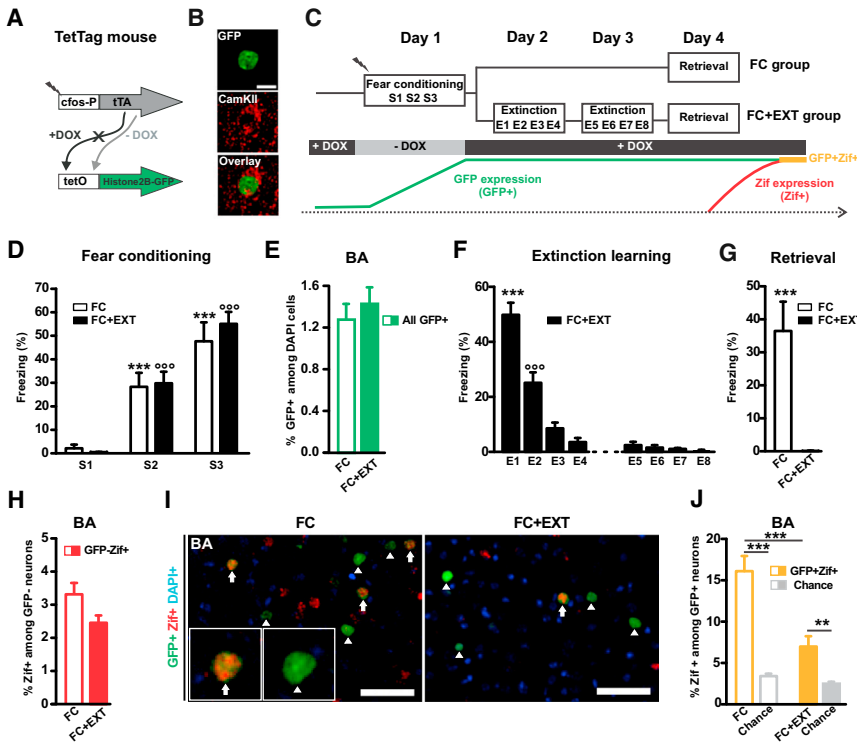 A
TetTag mouse
cfos-P
tTA
+DOX
- DOX
tetO
Histone2B-GFP
B
GFP
CamKII
Overlay
C
Day 1
Day 2
Day 3
Day 4
Fear conditioning
S1 S2 S3
Retrieval
FC group
Extinction
E1 E2 E3 E4
Extinction
E5 E6 E7 E8
Retrieval
FC+EXT group
+ DOX
- DOX
+ DOX
GFP+Zif+
GFP expression
(GFP+)
Zif expression
(Zif+)
D
Fear conditioning
Freezing (%)
70
60
50
40
30
20
10
0
FC
FC+EXT
***
°°°
***
°°°
S1
S2
S3
E
BA
% GFP+ among DAPI cells
1.6
1.2
0.8
0.4
0.0
All GFP+
FC
FC+EXT
F
Extinction learning
Freezing (%)
60
40
20
0
***
°°°
FC+EXT
E1
E2
E3
E4
E5
E6
E7
E8
G
Retrieval
Freezing (%)
50
40
30
20
10
0
***
FC
FC+EXT
FC
FC+EXT
H
BA
% Zif+ among GFP- neurons
5
4
3
2
1
0
GFP-Zif+
FC
FC+EXT
I
FC
FC+EXT
GFP+ Zif+ DAPI+
BA
J
BA
% Zif + among GFP+ neurons
20
15
10
5
0
***
***
**
GFP+Zif+
Chance
FC
Chance
FC+EXT
Chance